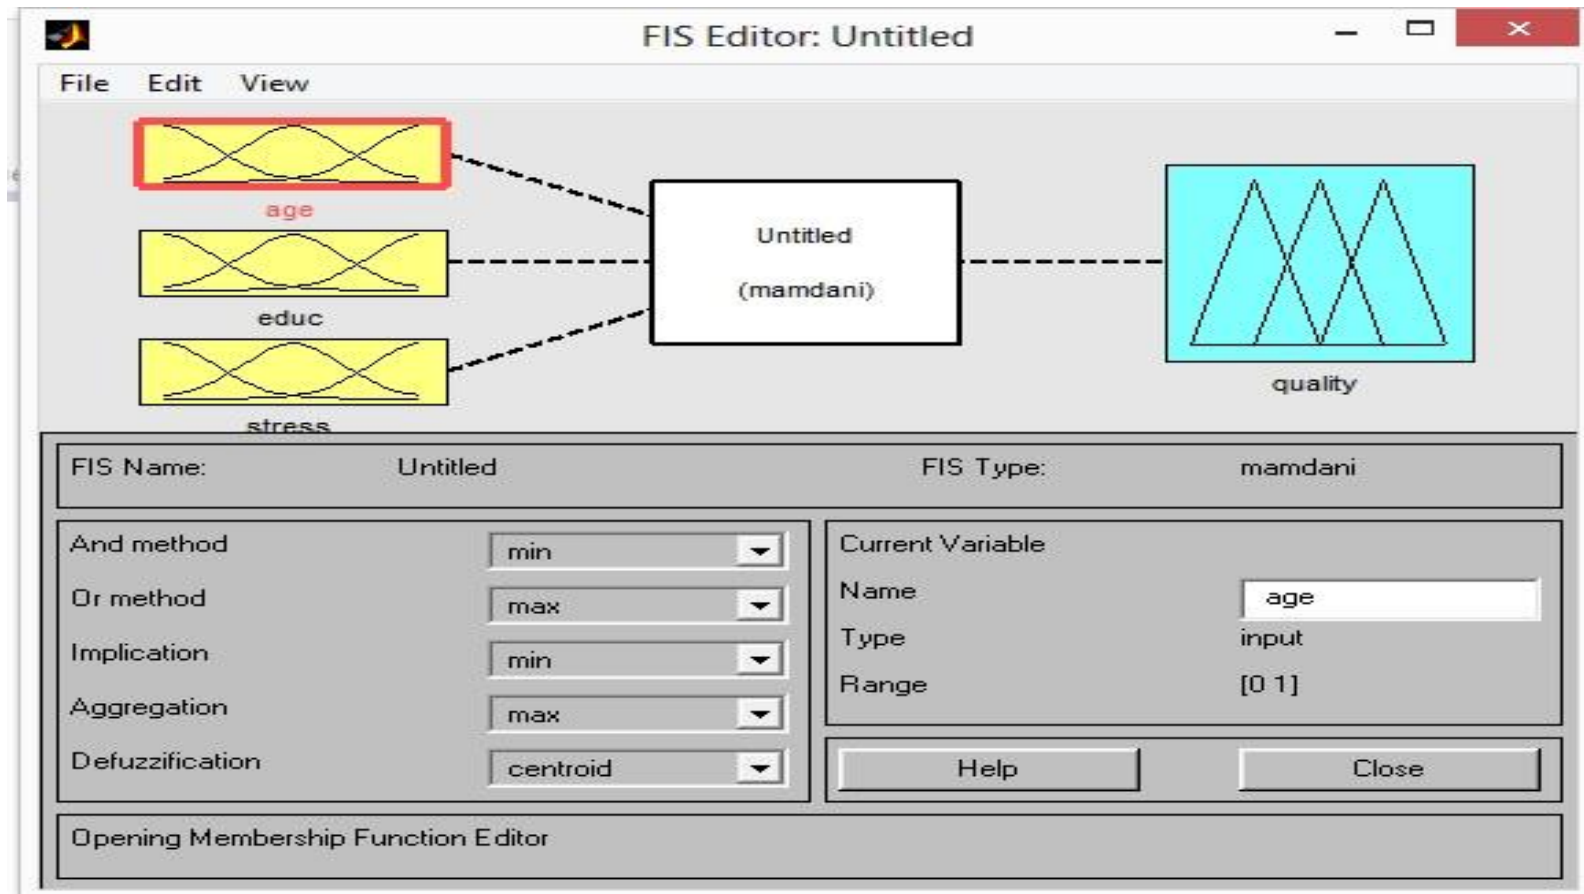 FIS Editor: Untitled
File Edit View
age
educ
stress
Untitled
(mamdani)
quality
FIS Name: Untitled FIS Type: mamdani
And method min
Or method max
Implication min
Aggregation max
Defuzzification centroid
Current Variable
Name age
Type input
Range [0 1]
Help Close
Opening Membership Function Editor